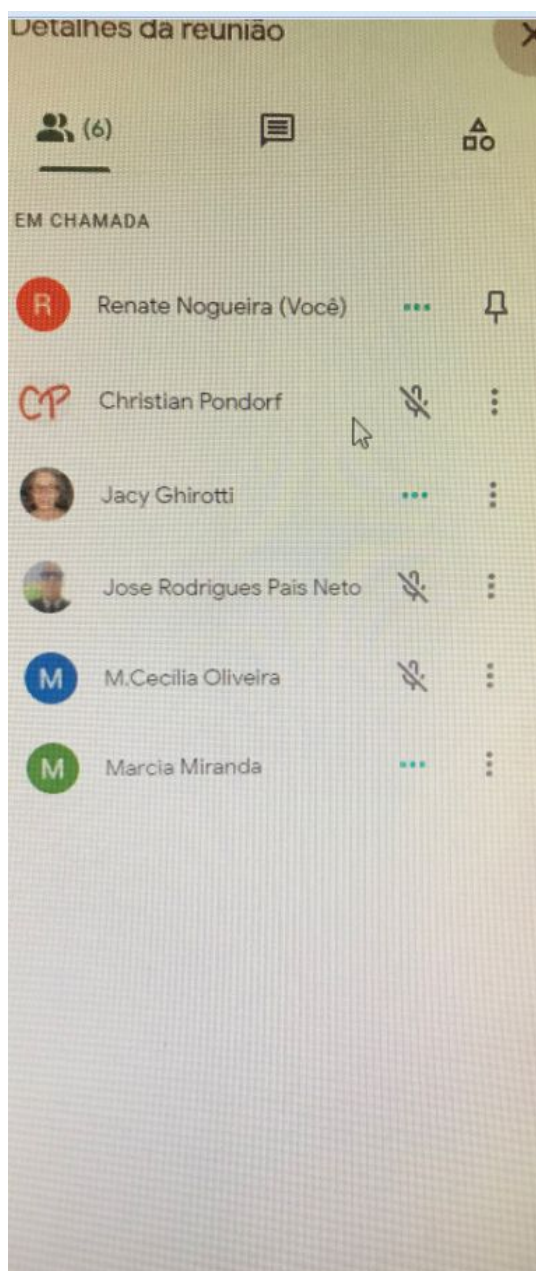 Detalhes da reunião
(6)
EM CHAMADA
R Renate Nogueira (Você)
CP Christian Pondorf
Jacy Ghirotti
Jose Rodrigues Pais Neto
M M.Cecília Oliveira
M Marcia Miranda